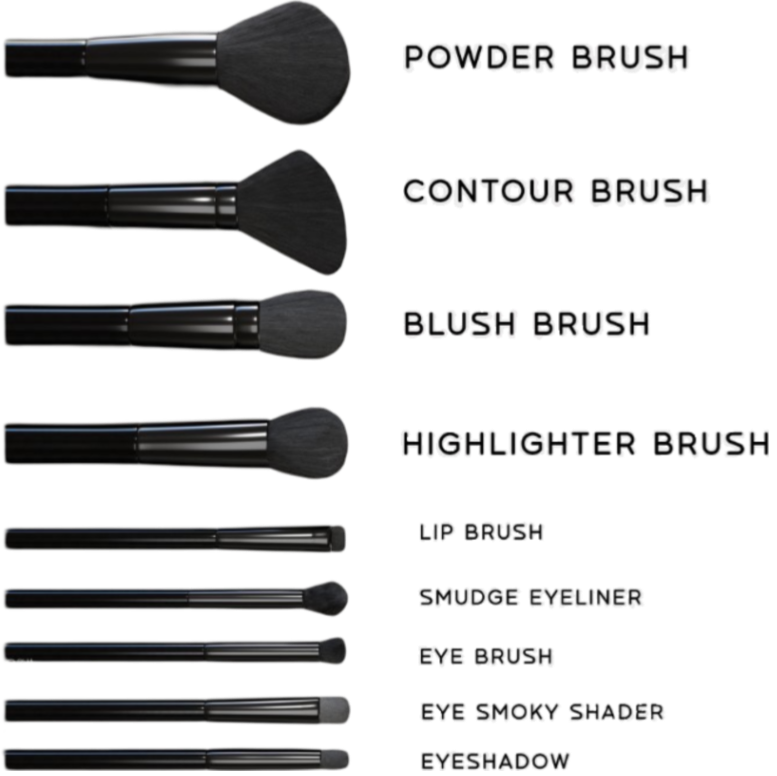 POWDER BRUSH
CONTOUR BRUSH
BLUSH BRUSH
HIGHLIGHTER BRUSH
LIP BRUSH
SMUDGE EYELINER
EYE BRUSH
EYE SMOKY SHADER
EYESHADOW